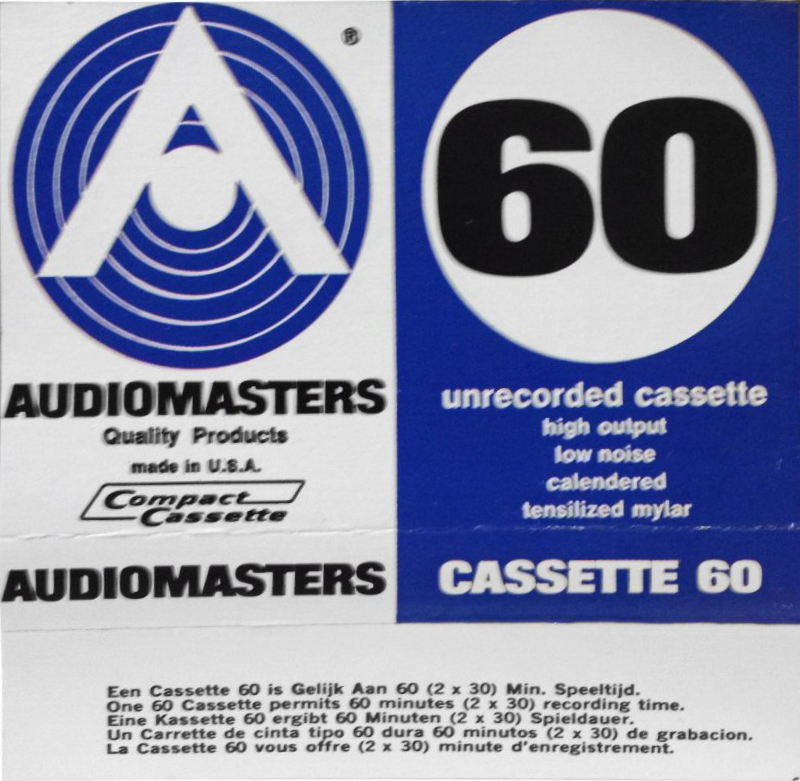 ®
AUDIOMASTERS
Quality Products
made in U.S.A.
Compact
Cassette
AUDIOMASTERS
60
unrecorded cassette
high output
low noise
calendered
tensilized mylar
CASSETTE 60
Een Cassette 60 is Gelijk Aan 60 (2 x 30) Min. Speeltijd.
One 60 Cassette permits 60 minutes (2 x 30) recording time.
Eine Kassette 60 ergibt 60 Minuten (2 x 30) Spieldauer.
Un Carrette de cinta tipo 60 dura 60 minutos (2 x 30) de grabacion.
La Cassette 60 vous offre (2 x 30) minute d'enregistrement.